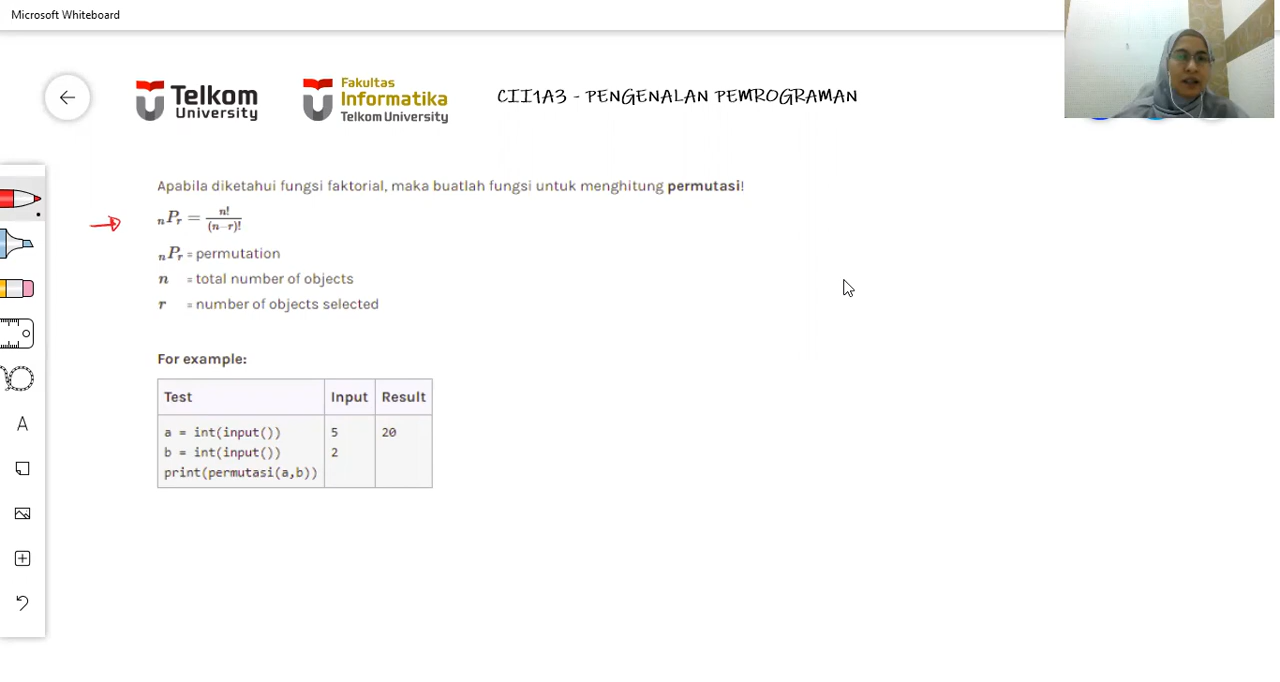 Microsoft Whiteboard
Telkom University
Fakultas Informatika Telkom University
CII1A3 - PENGENALAN PEMROGRAMAN
Apabila diketahui fungsi faktorial, maka buatlah fungsi untuk menghitung permutasi!
ₙPᵣ = n! / (n−r)!
ₙPᵣ = permutation
n = total number of objects
r = number of objects selected
For example:
Test Input Result
a = int(input()) 5 20
b = int(input()) 2
print(permutasi(a,b))
A